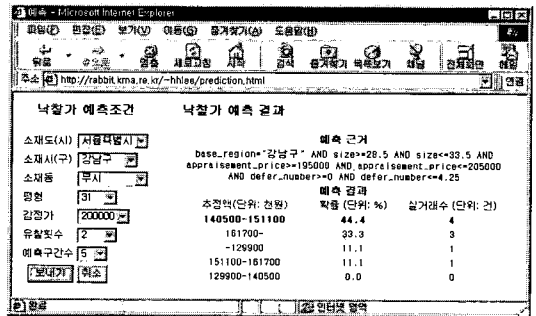 예측 - Microsoft Internet Explorer
파일(F) 편집(E) 보기(V) 이동(G) 즐겨찾기(A) 도움말(H)
뒤로 앞으로 멈춤 새로고침 시작 검색 즐겨찾기 목록보기 채널 전체화면 메일
주소 http://rabbit.kma.re.kr/~hhles/prediction.html 연결
낙찰가 예측조건
소재도(시) 서울특별시
소재시(구) 강남구
소재동 무시
평형 31
감정가 200000
유찰횟수 2
예측구간수 5
보내기 취소
낙찰가 예측 결과
예측 근거
base_region="강남구" AND size>=28.5 AND size<=33.5 AND
appraisement_price>=195000 AND appraisement_price<=205000
AND defer_number>=0 AND defer_number<=4.25
예측 결과
추정액(단위: 천원) 확률 (단위: %) 실거래수 (단위: 건)
140500-151100 44.4 4
161700- 33.3 3
-129900 11.1 1
151100-161700 11.1 1
129900-140500 0.0 0
완료 인터넷 영역